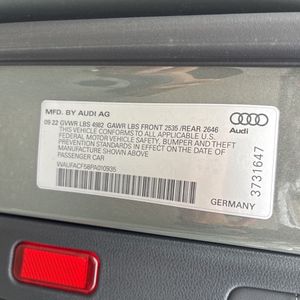 MFD. BY AUDI AG
09 22 GVWR LBS 4982 GAWR LBS FRONT 2535 /REAR 2646
THIS VEHICLE CONFORMS TO ALL APPLICABLE U.S.
FEDERAL MOTOR VEHICLE SAFETY, BUMPER AND THEFT
PREVENTION STANDARDS IN EFFECT ON THE DATE OF
MANUFACTURE SHOWN ABOVE
PASSENGER CAR
WAUFACF58PA010935
Audi
3731647
GERMANY